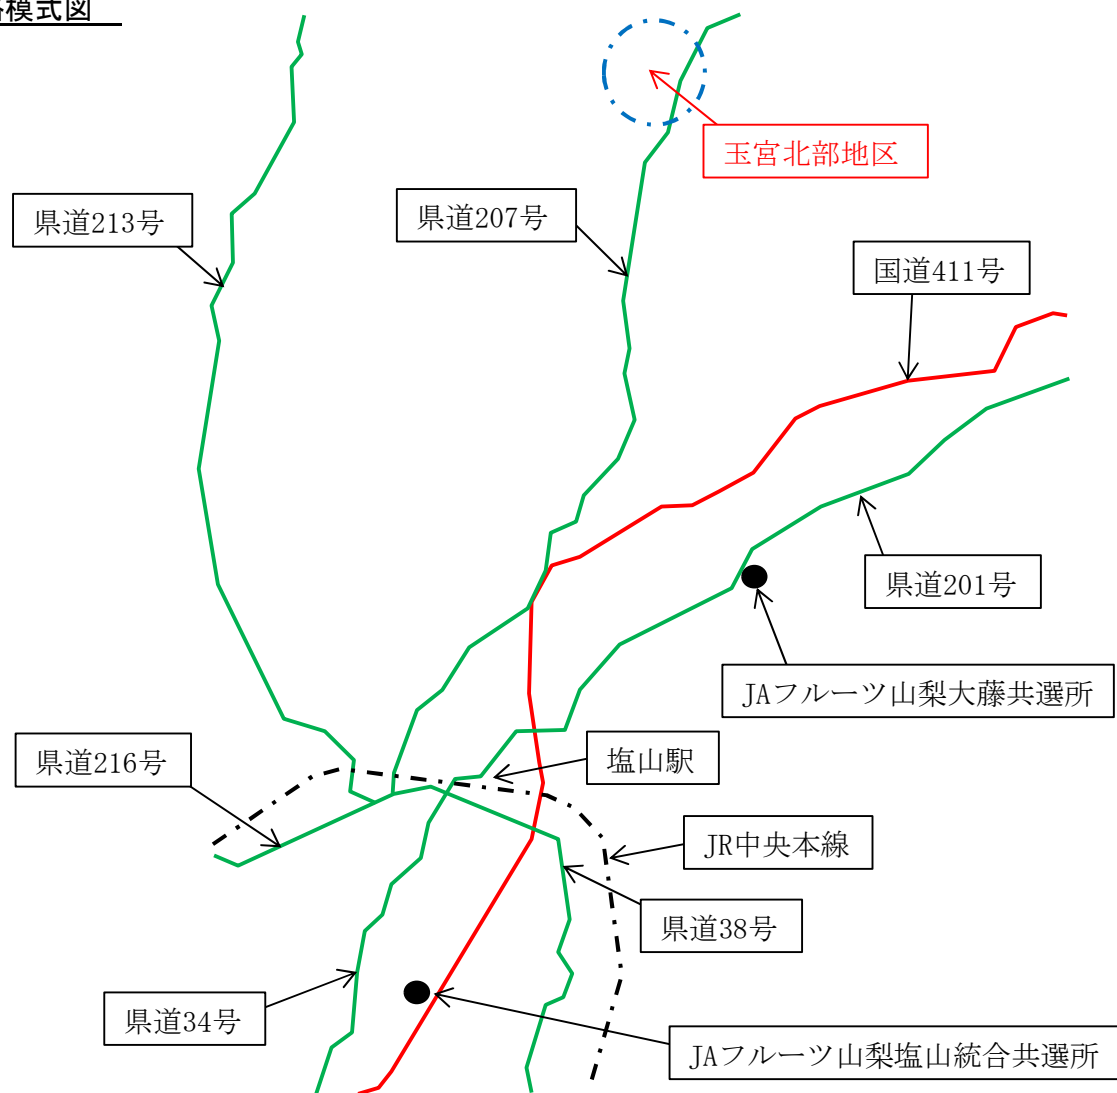 模式図
玉宮北部地区
県道213号
県道207号
国道411号
県道201号
JAフルーツ山梨大藤共選所
塩山駅
県道216号
JR中央本線
県道38号
県道34号
JAフルーツ山梨塩山統合共選所